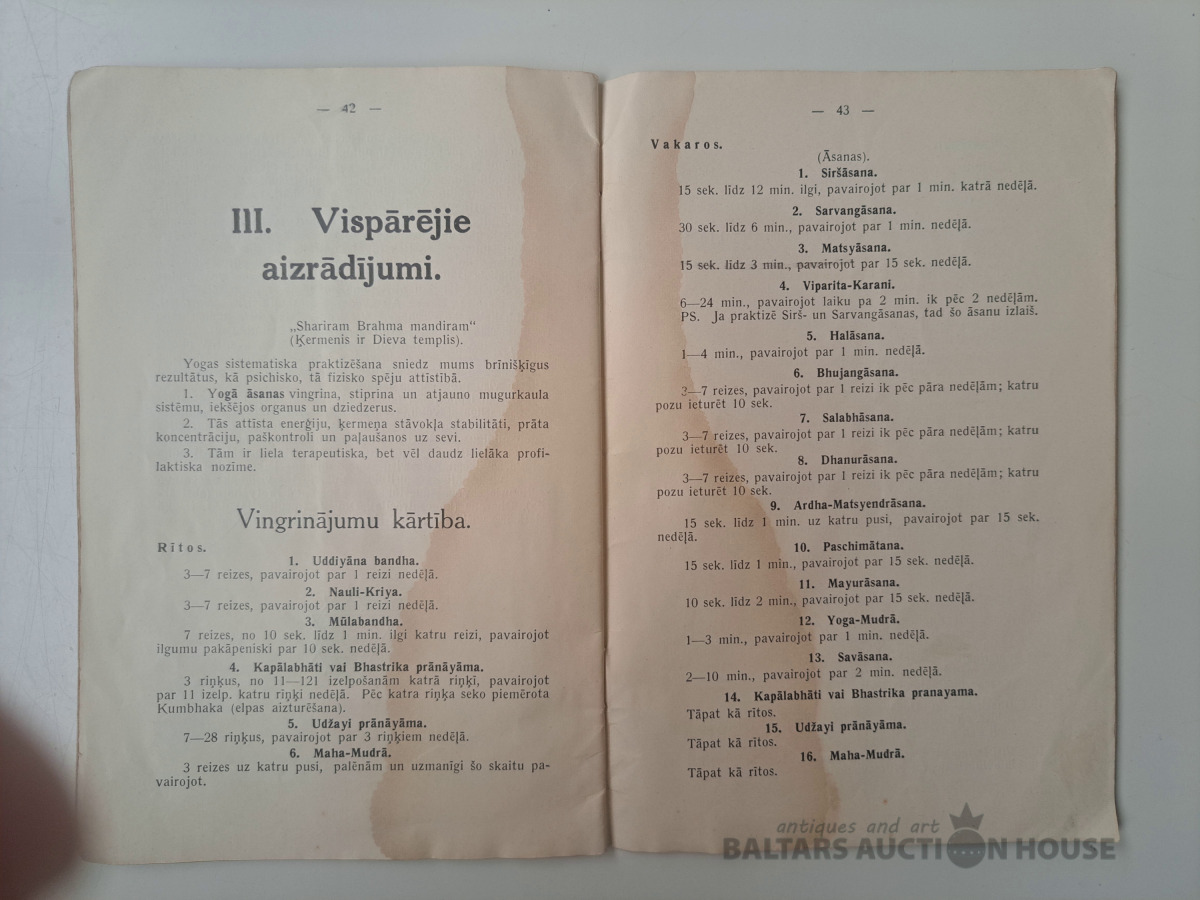 — 42 —
III. Vispārējie
aizrādījumi.
„Shariram Brahma mandiram“
(Ķermenis ir Dieva templis).
Yogas sistematiska praktizēšana sniedz mums brīnišķīgus
rezultātus, kā psichisko, tā fizisko spēju attīstībā.
1. Yogā āsanas vingrina, stiprina un atjauno mugurkaula
sistēmu, iekšējos organus un dziedzerus.
2. Tās attīsta enerģiju, ķermeņa stāvokļa stabilitāti, prāta
koncentrāciju, paškontroli un paļaušanos uz sevi.
3. Tām ir liela terapeutiska, bet vēl daudz lielāka profi-
laktiska nozīme.
Vingrinājumu kārtība.
Rītos.
1. Uddiyāna bandha.
3—7 reizes, pavairojot par 1 reizi nedēļā.
2. Nauli-Kriya.
3—7 reizes, pavairojot par 1 reizi nedēļā.
3. Mūlabandha.
7 reizes, no 10 sek. līdz 1 min. ilgi katru reizi, pavairojot
ilgumu pakāpeniski par 10 sek. nedēļā.
4. Kapālabhāti vai Bhastrika prānāyāma.
3 riņķus, no 11—121 izelpošanām katrā riņķī, pavairojot
par 11 izelp. katru riņķi nedēļā. Pēc katra riņķa seko piemērota
Kumbhaka (elpas aizturēšana).
5. Udžayi prānāyāma.
7—28 riņķus, pavairojot par 3 riņķiem nedēļā.
6. Maha-Mudrā.
3 reizes uz katru pusi, palēnām un uzmanīgi šo skaitu pa-
vairojot.
— 43 —
Vakaros.
(Āsanas).
1. Siršāsana.
15 sek. līdz 12 min. ilgi, pavairojot par 1 min. katrā nedēļā.
2. Sarvangāsana.
30 sek. līdz 6 min., pavairojot par 1 min. nedēļā.
3. Matsyāsana.
15 sek. līdz 3 min., pavairojot par 15 sek. nedēļā.
4. Viparita-Karani.
6—24 min., pavairojot laiku pa 2 min. ik pēc 2 nedēļām.
PS. Ja praktizē Sirš- un Sarvangāsanas, tad šo āsanu izlaiš.
5. Halāsana.
1—4 min., pavairojot par 1 min. nedēļā.
6. Bhujangāsana.
3—7 reizes, pavairojot par 1 reizi ik pēc pāra nedēļām; katru
pozu ieturēt 10 sek.
7. Salabhāsana.
3—7 reizes, pavairojot par 1 reizi ik pēc pāra nedēļām; katru
pozu ieturēt 10 sek.
8. Dhanurāsana.
3—7 reizes, pavairojot par 1 reizi ik pēc pāra nedēļām; katru
pozu ieturēt 10 sek.
9. Ardha-Matsyendrāsana.
15 sek. līdz 1 min. uz katru pusi, pavairojot par 15 sek.
nedēļā.
10. Paschimātana.
15 sek. līdz 1 min., pavairojot par 15 sek. nedēļā.
11. Mayurāsana.
10 sek. līdz 2 min., pavairojot par 15 sek. nedēļā.
12. Yoga-Mudrā.
1—3 min., pavairojot par 1 min. nedēļā.
13. Savāsana.
2—10 min., pavairojot par 2 min. nedēļā.
14. Kapālabhāti vai Bhastrika pranayama.
Tāpat kā rītos.
15. Udžayi prānāyāma.
Tāpat kā rītos.
16. Maha-Mudrā.
Tāpat kā rītos.
antiques and art
BALTARS AUCTION HOUSE